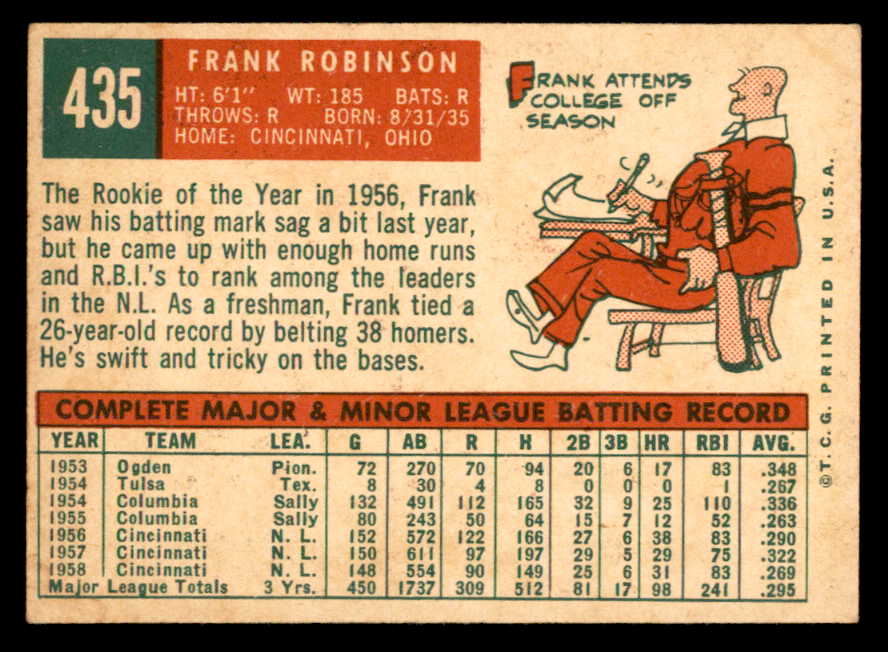 435
FRANK ROBINSON
HT: 6'1" WT: 185 BATS: R
THROWS: R BORN: 8/31/35
HOME: CINCINNATI, OHIO
FRANK ATTENDS
COLLEGE OFF
SEASON
The Rookie of the Year in 1956, Frank
saw his batting mark sag a bit last year,
but he came up with enough home runs
and R.B.I.'s to rank among the leaders
in the N.L. As a freshman, Frank tied a
26-year-old record by belting 38 homers.
He's swift and tricky on the bases.
COMPLETE MAJOR & MINOR LEAGUE BATTING RECORD
YEAR TEAM LEA. G AB R H 2B 3B HR RBI AVG.
1953 Ogden Pion. 72 270 70 94 20 6 17 83 .348
1954 Tulsa Tex. 8 30 4 8 0 0 0 1 .267
1954 Columbia Sally 132 491 112 165 32 9 25 110 .336
1955 Columbia Sally 80 243 50 64 15 7 12 52 .263
1956 Cincinnati N. L. 152 572 122 166 27 6 38 83 .290
1957 Cincinnati N. L. 150 611 97 197 29 5 29 75 .322
1958 Cincinnati N. L. 148 554 90 149 25 6 31 83 .269
Major League Totals 3 Yrs. 450 1737 309 512 81 17 98 241 .295
©T. C. G. PRINTED IN U.S.A.